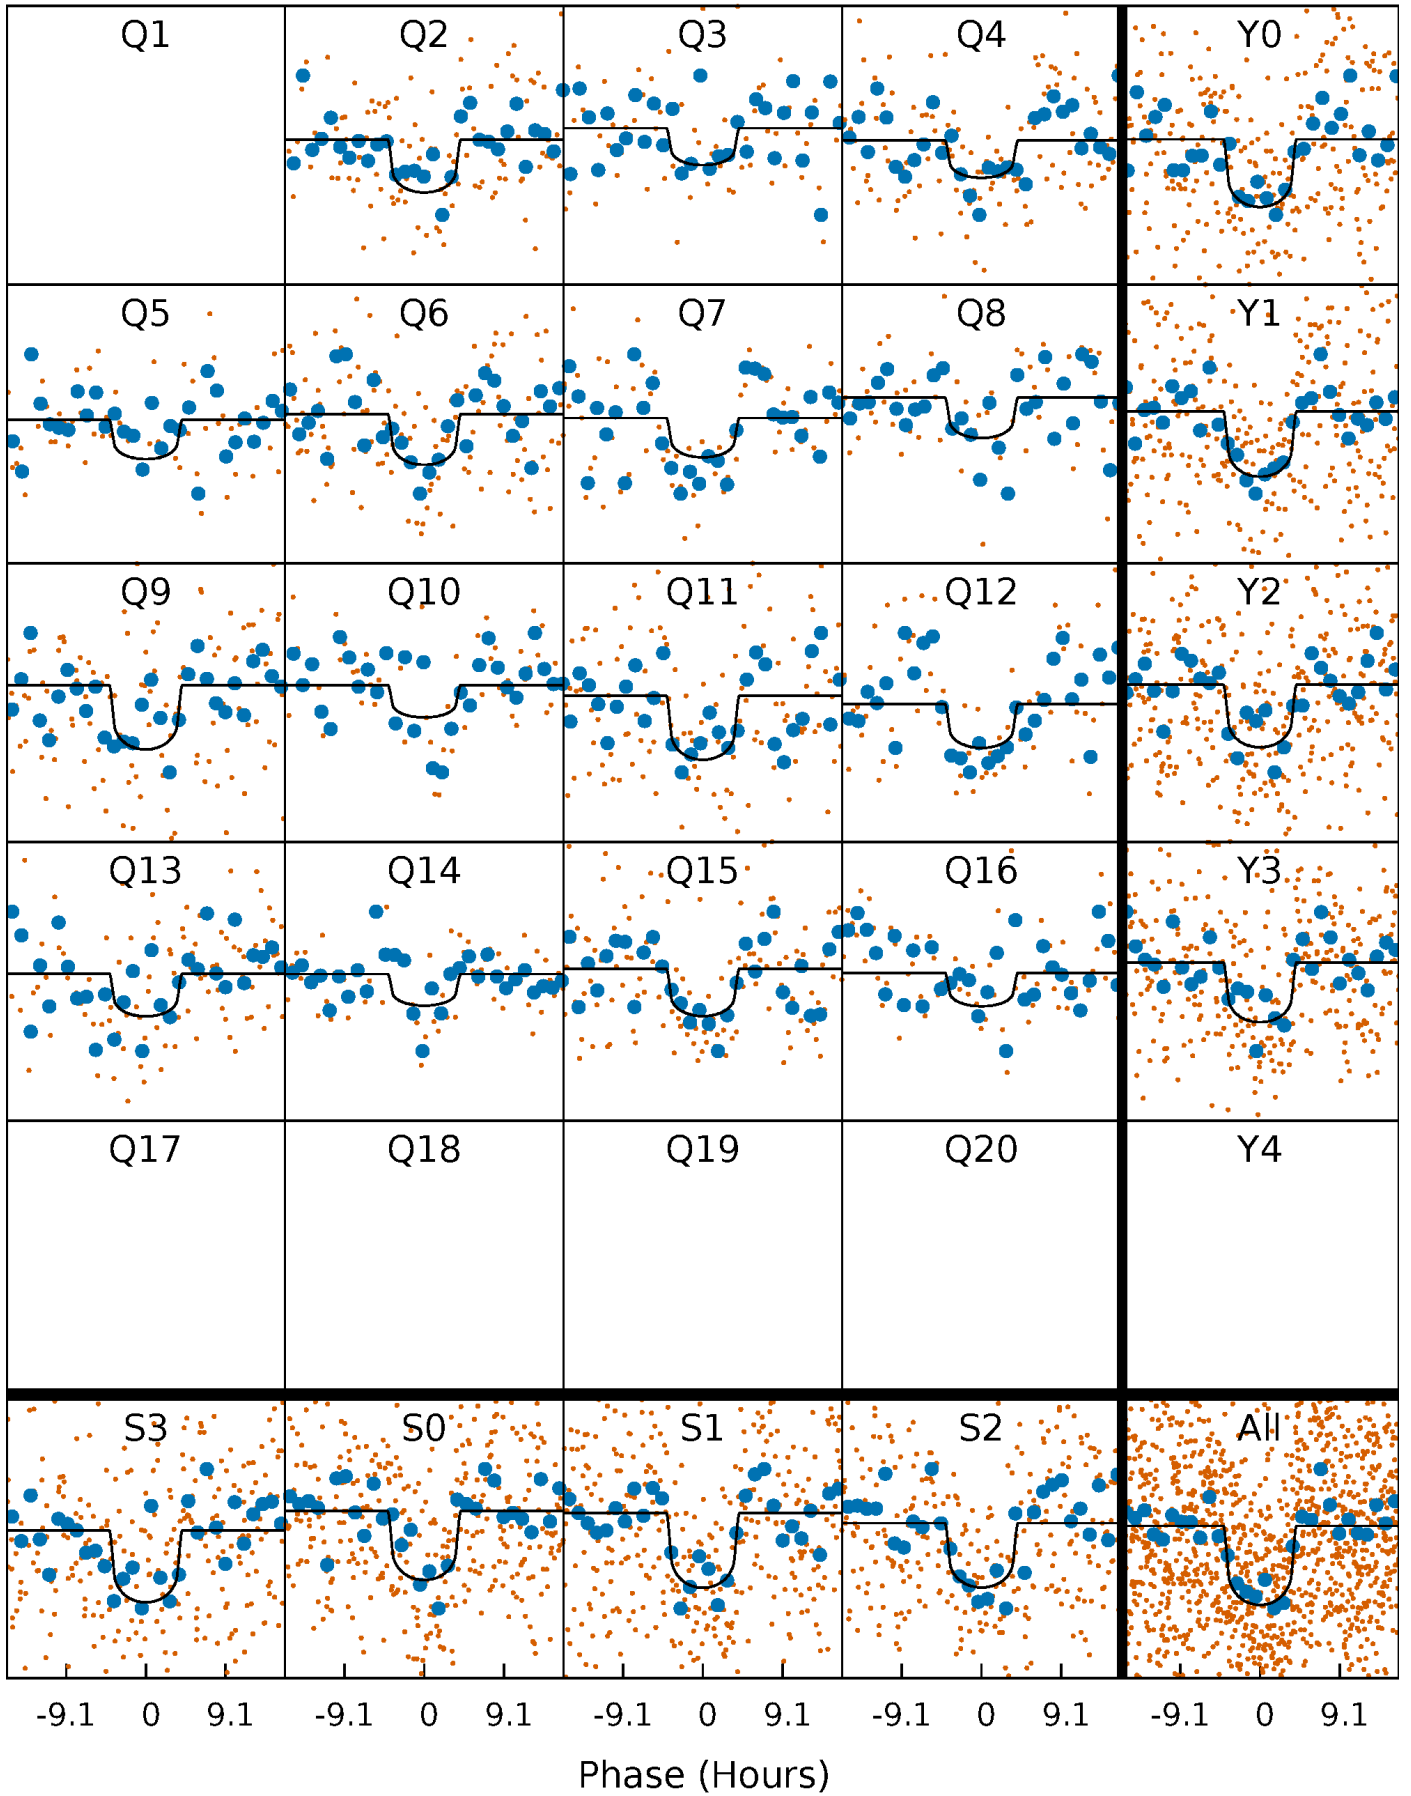 Q1 Q2 Q3 Q4 Y0
Q5 Q6 Q7 Q8 Y1
Q9 Q10 Q11 Q12 Y2
Q13 Q14 Q15 Q16 Y3
Q17 Q18 Q19 Q20 Y4
S3 S0 S1 S2 All
-9.1 0 9.1 -9.1 0 9.1 -9.1 0 9.1 -9.1 0 9.1 -9.1 0 9.1
Phase (Hours)